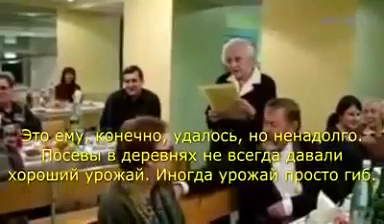 Это ему, конечно, удалось, но ненадолго.
Посевы в деревнях не всегда давали
хороший урожай. Иногда урожай просто гиб.